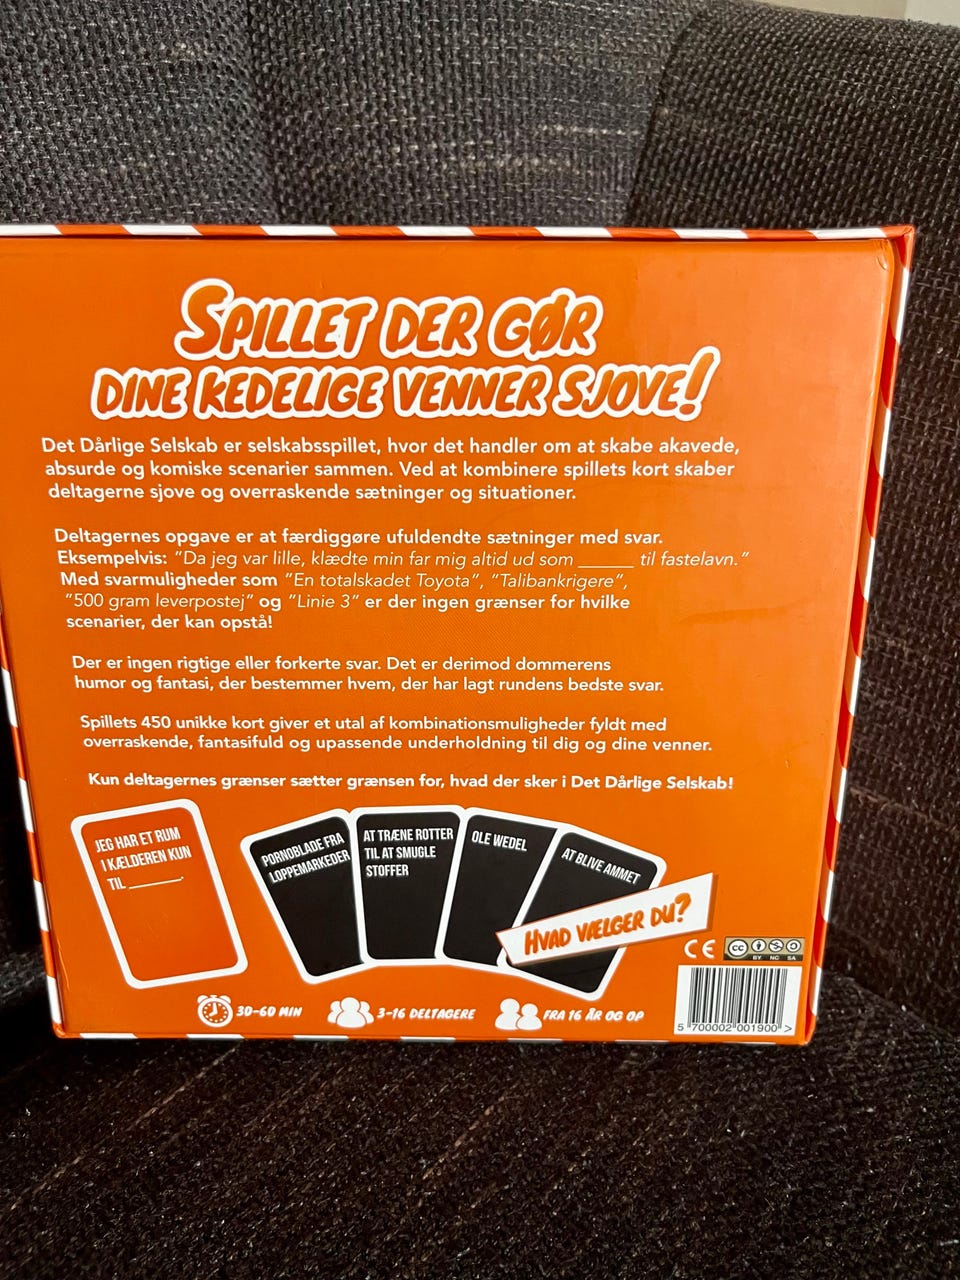 SPILLET DER GØR
DINE KEDELIGE VENNER SJOVE!
Det Dårlige Selskab er selskabsspillet, hvor det handler om at skabe akavede,
absurde og komiske scenarier sammen. Ved at kombinere spillets kort skaber
deltagerne sjove og overraskende sætninger og situationer.
Deltagernes opgave er at færdiggøre ufuldendte sætninger med svar.
Eksempelvis: "Da jeg var lille, klædte min far mig altid ud som ______ til fastelavn."
Med svarmuligheder som "En totalskadet Toyota", "Talibankrigere",
"500 gram leverpostej" og "Linie 3" er der ingen grænser for hvilke
scenarier, der kan opstå!
Der er ingen rigtige eller forkerte svar. Det er derimod dommerens
humor og fantasi, der bestemmer hvem, der har lagt rundens bedste svar.
Spillets 450 unikke kort giver et utal af kombinationsmuligheder fyldt med
overraskende, fantasifuld og upassende underholdning til dig og dine venner.
Kun deltagernes grænser sætter grænsen for, hvad der sker i Det Dårlige Selskab!
JEG HAR ET RUM
I KÆLDEREN KUN
TIL ________.
PORNOBLADE FRA
LOPPEMARKEDER
AT TRÆNE ROTTER
TIL AT SMUGLE
STOFFER
OLE WEDEL
AT BLIVE AMMET
HVAD VÆLGER DU?
CE
cc BY NC SA
30-60 MIN
3-16 DELTAGERE
FRA 16 ÅR OG OP
5 700002 001900 >